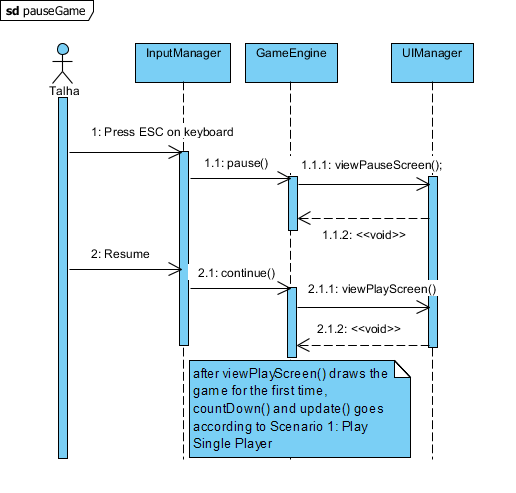 sd pauseGame
InputManager
GameEngine
UIManager
Talha
1: Press ESC on keyboard
1.1: pause()
1.1.1: viewPauseScreen();
1.1.2: <<void>>
2: Resume
2.1: continue()
2.1.1: viewPlayScreen()
2.1.2: <<void>>
after viewPlayScreen() draws the
game for the first time,
countDown() and update() goes
according to Scenario 1: Play
Single Player